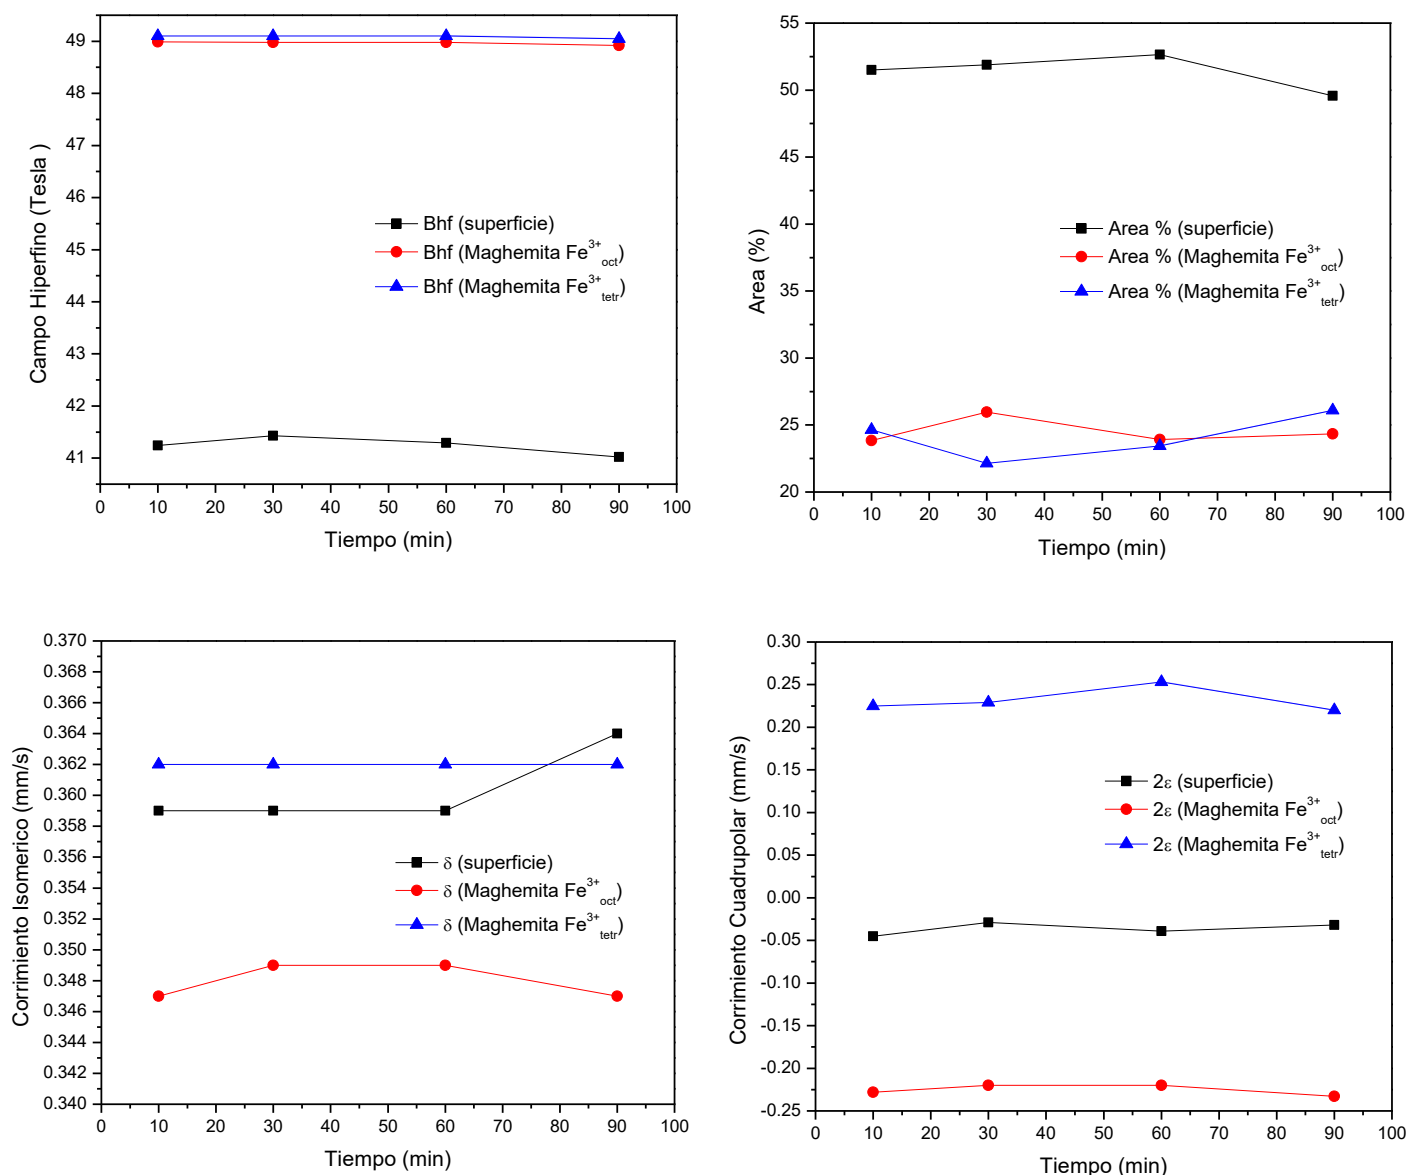 49
48
47
46
45
44
43
42
41
0 10 20 30 40 50 60 70 80 90 100
Campo Hiperfino (Tesla )
Tiempo (min)
Bhf (superficie)
Bhf (Maghemita Fe³⁺oct)
Bhf (Maghemita Fe³⁺tetr)
55
50
45
40
35
30
25
20
0 10 20 30 40 50 60 70 80 90 100
Area (%)
Tiempo (min)
Area % (superficie)
Area % (Maghemita Fe³⁺oct)
Area % (Maghemita Fe³⁺tetr)
0.370
0.368
0.366
0.364
0.362
0.360
0.358
0.356
0.354
0.352
0.350
0.348
0.346
0.344
0.342
0.340
0 10 20 30 40 50 60 70 80 90 100
Corrimiento Isomerico (mm/s)
Tiempo (min)
δ (superficie)
δ (Maghemita Fe³⁺oct)
δ (Maghemita Fe³⁺tetr)
0.30
0.25
0.20
0.15
0.10
0.05
0.00
-0.05
-0.10
-0.15
-0.20
-0.25
0 10 20 30 40 50 60 70 80 90 100
Corrimiento Cuadrupolar (mm/s)
Tiempo (min)
2ε (superficie)
2ε (Maghemita Fe³⁺oct)
2ε (Maghemita Fe³⁺tetr)